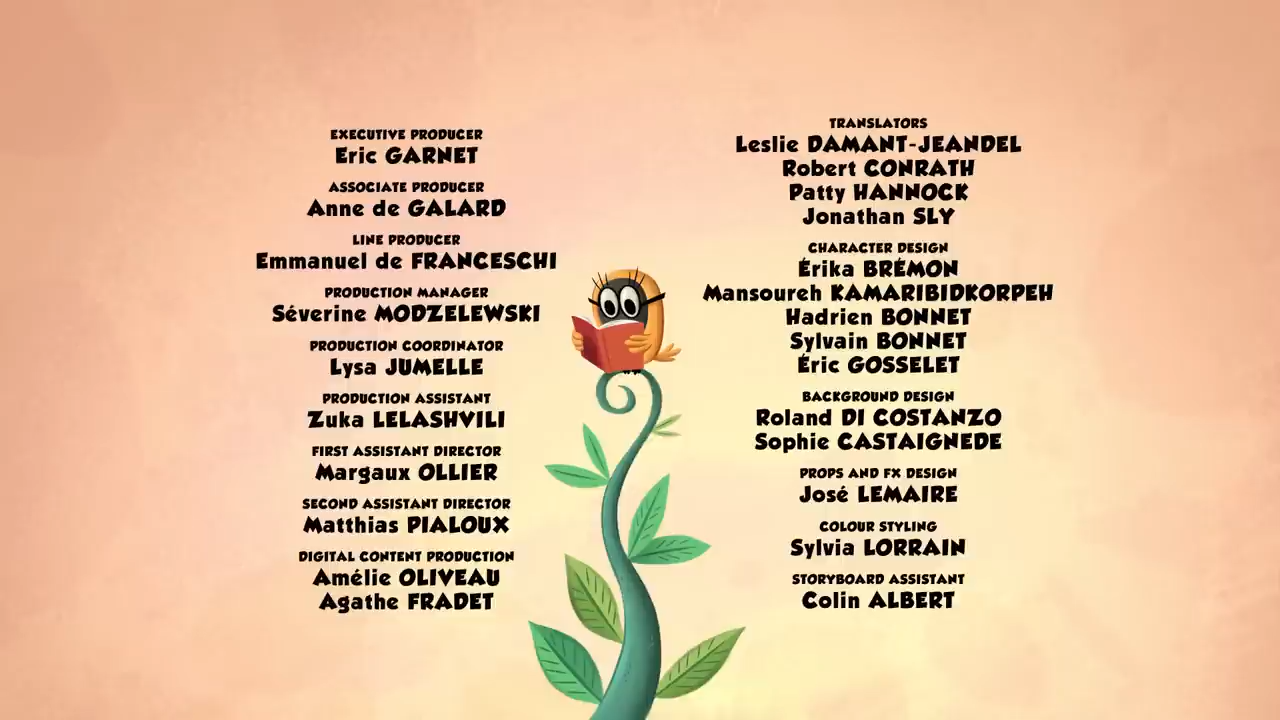 EXECUTIVE PRODUCER
Eric GARNET
ASSOCIATE PRODUCER
Anne de GALARD
LINE PRODUCER
Emmanuel de FRANCESCHI
PRODUCTION MANAGER
Séverine MODZELEWSKI
PRODUCTION COORDINATOR
Lysa JUMELLE
PRODUCTION ASSISTANT
Zuka LELASHVILI
FIRST ASSISTANT DIRECTOR
Margaux OLLIER
SECOND ASSISTANT DIRECTOR
Matthias PIALOUX
DIGITAL CONTENT PRODUCTION
Amélie OLIVEAU
Agathe FRADET
TRANSLATORS
Leslie DAMANT-JEANDEL
Robert CONRATH
Patty HANNOCK
Jonathan SLY
CHARACTER DESIGN
Érika BRÉMON
Mansoureh KAMARIBIDKORPEH
Hadrien BONNET
Sylvain BONNET
Éric GOSSELET
BACKGROUND DESIGN
Roland DI COSTANZO
Sophie CASTAIGNEDE
PROPS AND FX DESIGN
José LEMAIRE
COLOUR STYLING
Sylvia LORRAIN
STORYBOARD ASSISTANT
Colin ALBERT